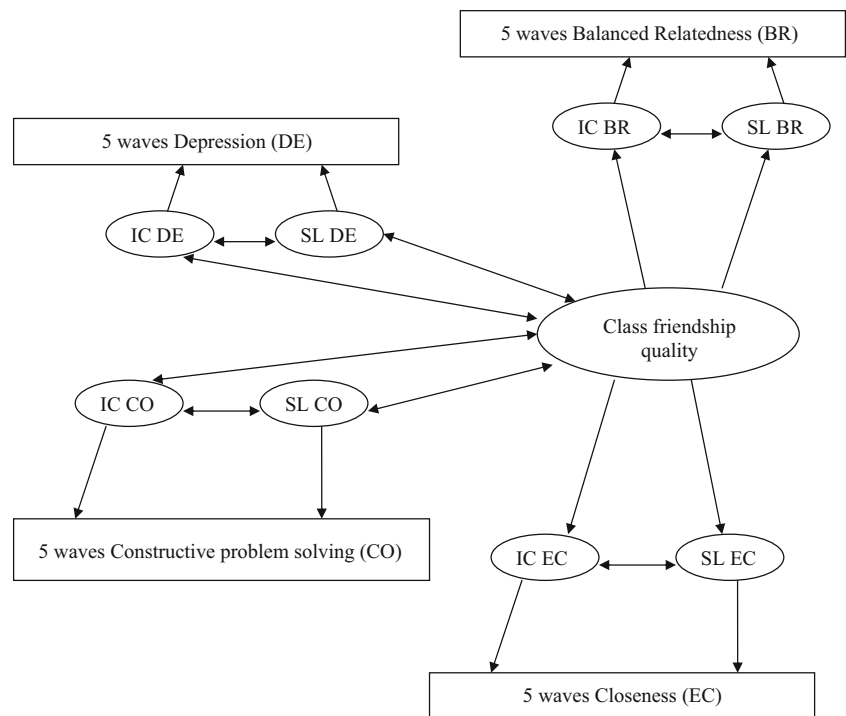 5 waves Balanced Relatedness (BR)
IC BR
SL BR
5 waves Depression (DE)
IC DE
SL DE
Class friendship
quality
IC CO
SL CO
5 waves Constructive problem solving (CO)
IC EC
SL EC
5 waves Closeness (EC)